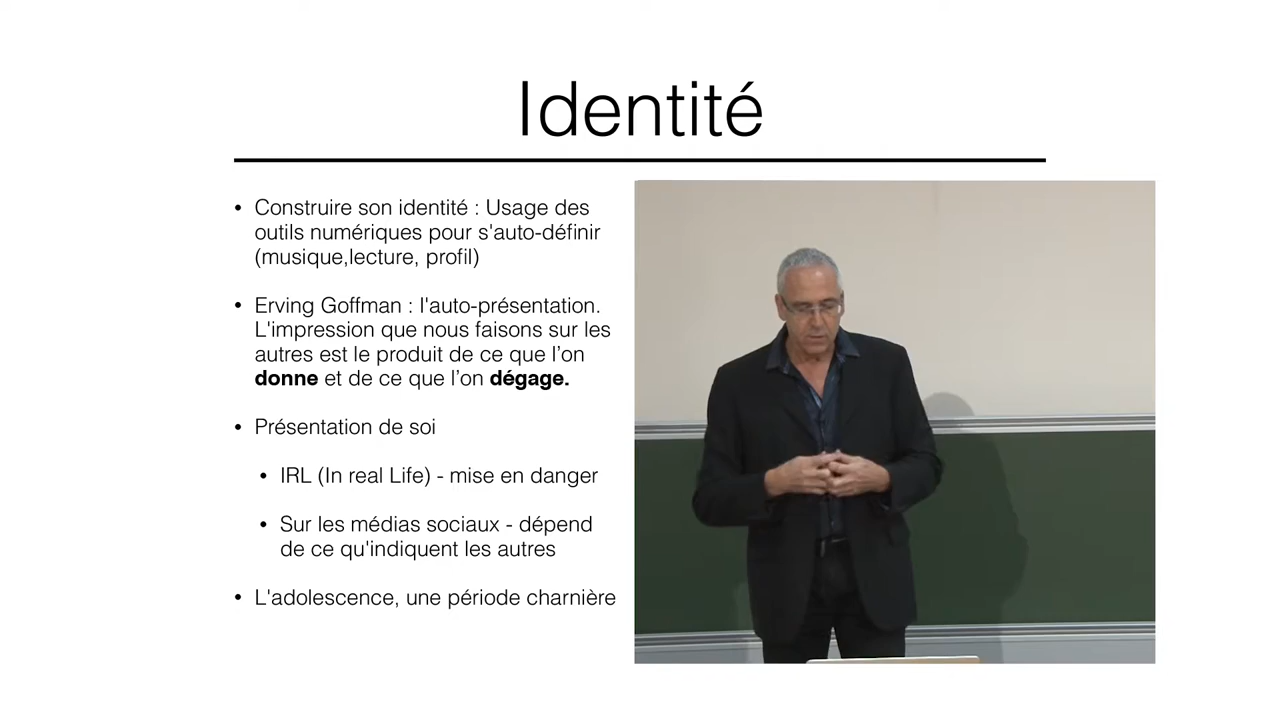 Identité
• Construire son identité : Usage des
outils numériques pour s'auto-définir
(musique,lecture, profil)
• Erving Goffman : l'auto-présentation.
L'impression que nous faisons sur les
autres est le produit de ce que l’on
donne et de ce que l’on dégage.
• Présentation de soi
• IRL (In real Life) - mise en danger
• Sur les médias sociaux - dépend
de ce qu'indiquent les autres
• L'adolescence, une période charnière